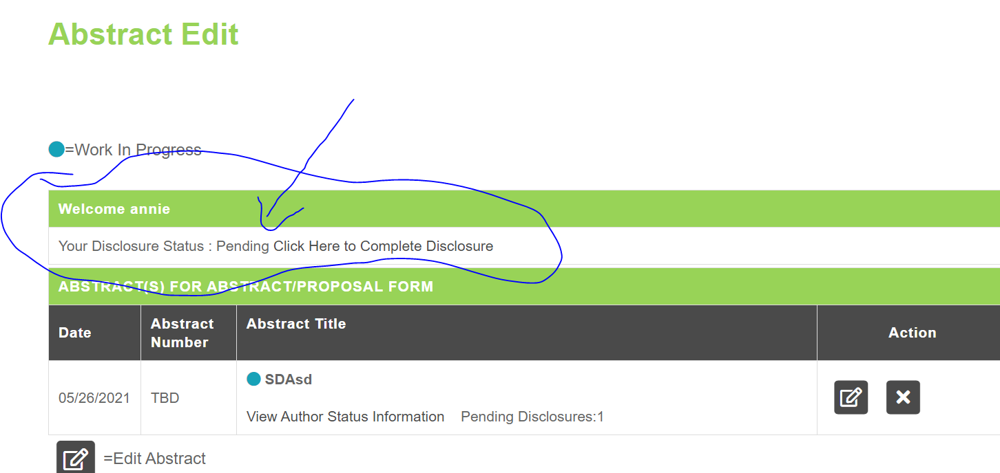 Abstract Edit
=Work In Progress
Welcome annie
Your Disclosure Status : Pending Click Here to Complete Disclosure
ABSTRACT(S) FOR ABSTRACT/PROPOSAL FORM
Date
Abstract
Number
Abstract Title
Action
05/26/2021
TBD
SDAsd
View Author Status Information Pending Disclosures:1
=Edit Abstract